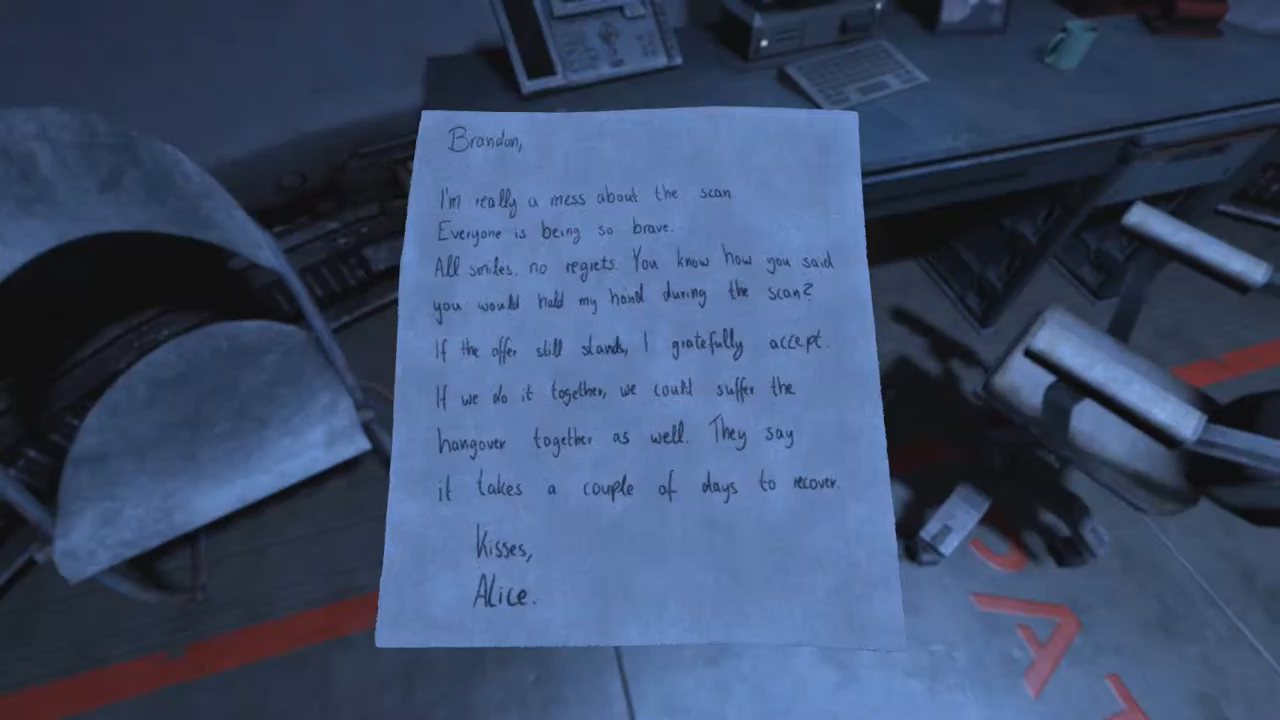 Brandon,
I'm really a mess about the scan
Everyone is being so brave.
All smiles, no regrets. You know how you said
you would hold my hand during the scan?
If the offer still stands, I gratefully accept.
If we do it together, we could suffer the
hangover together as well. They say
it takes a couple of days to recover.
Kisses,
Alice.